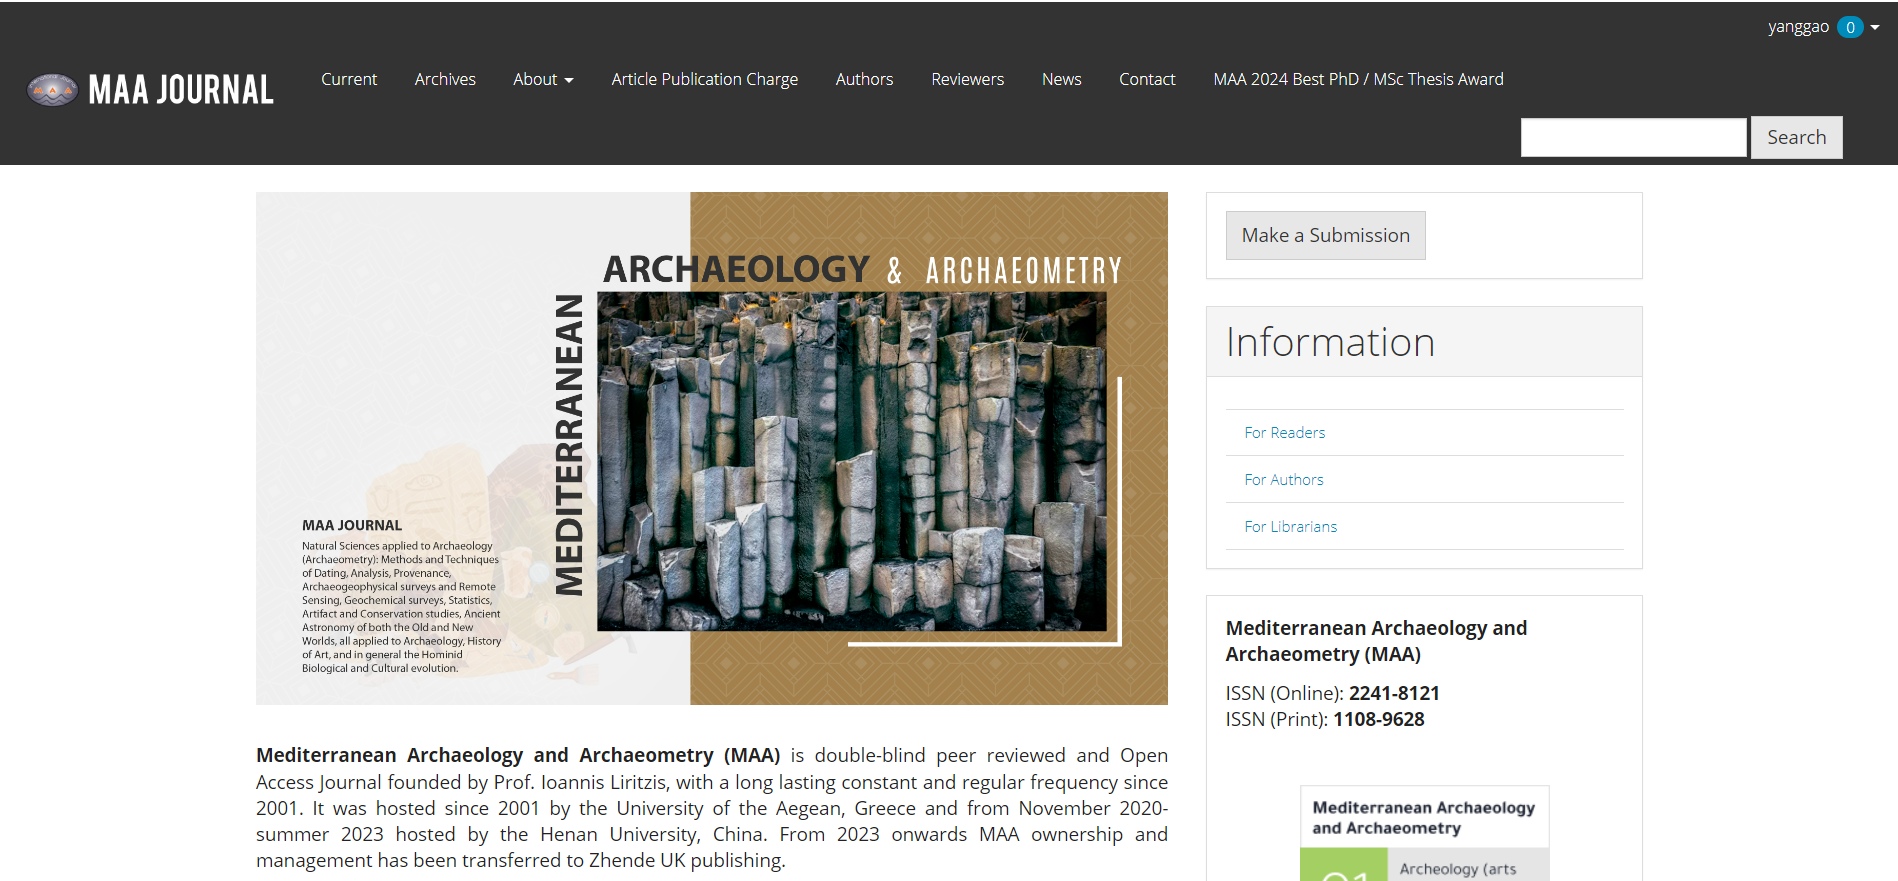 yanggao 0
MAA JOURNAL
Current Archives About Article Publication Charge Authors Reviewers News Contact MAA 2024 Best PhD / MSc Thesis Award
Search
ARCHAEOLOGY & ARCHAEOMETRY
MEDITERRANEAN
MAA JOURNAL
Natural Sciences applied to Archaeology
(Archaeometry): Methods and Techniques
of Dating, Analysis, Provenance,
Archaeogeophysical surveys and Remote
Sensing, Geochemical surveys, Statistics,
Artifact and Conservation studies, Ancient
Astronomy of both the Old and New
Worlds, all applied to Archaeology, History
of Art, and in general the Hominid
Biological and Cultural evolution.
Mediterranean Archaeology and Archaeometry (MAA) is double-blind peer reviewed and Open
Access Journal founded by Prof. Ioannis Liritzis, with a long lasting constant and regular frequency since
2001. It was hosted since 2001 by the University of the Aegean, Greece and from November 2020-
summer 2023 hosted by the Henan University, China. From 2023 onwards MAA ownership and
management has been transferred to Zhende UK publishing.
Make a Submission
Information
For Readers
For Authors
For Librarians
Mediterranean Archaeology and
Archaeometry (MAA)
ISSN (Online): 2241-8121
ISSN (Print): 1108-9628
Mediterranean Archaeology
and Archaeometry
Q1 Archeology (arts